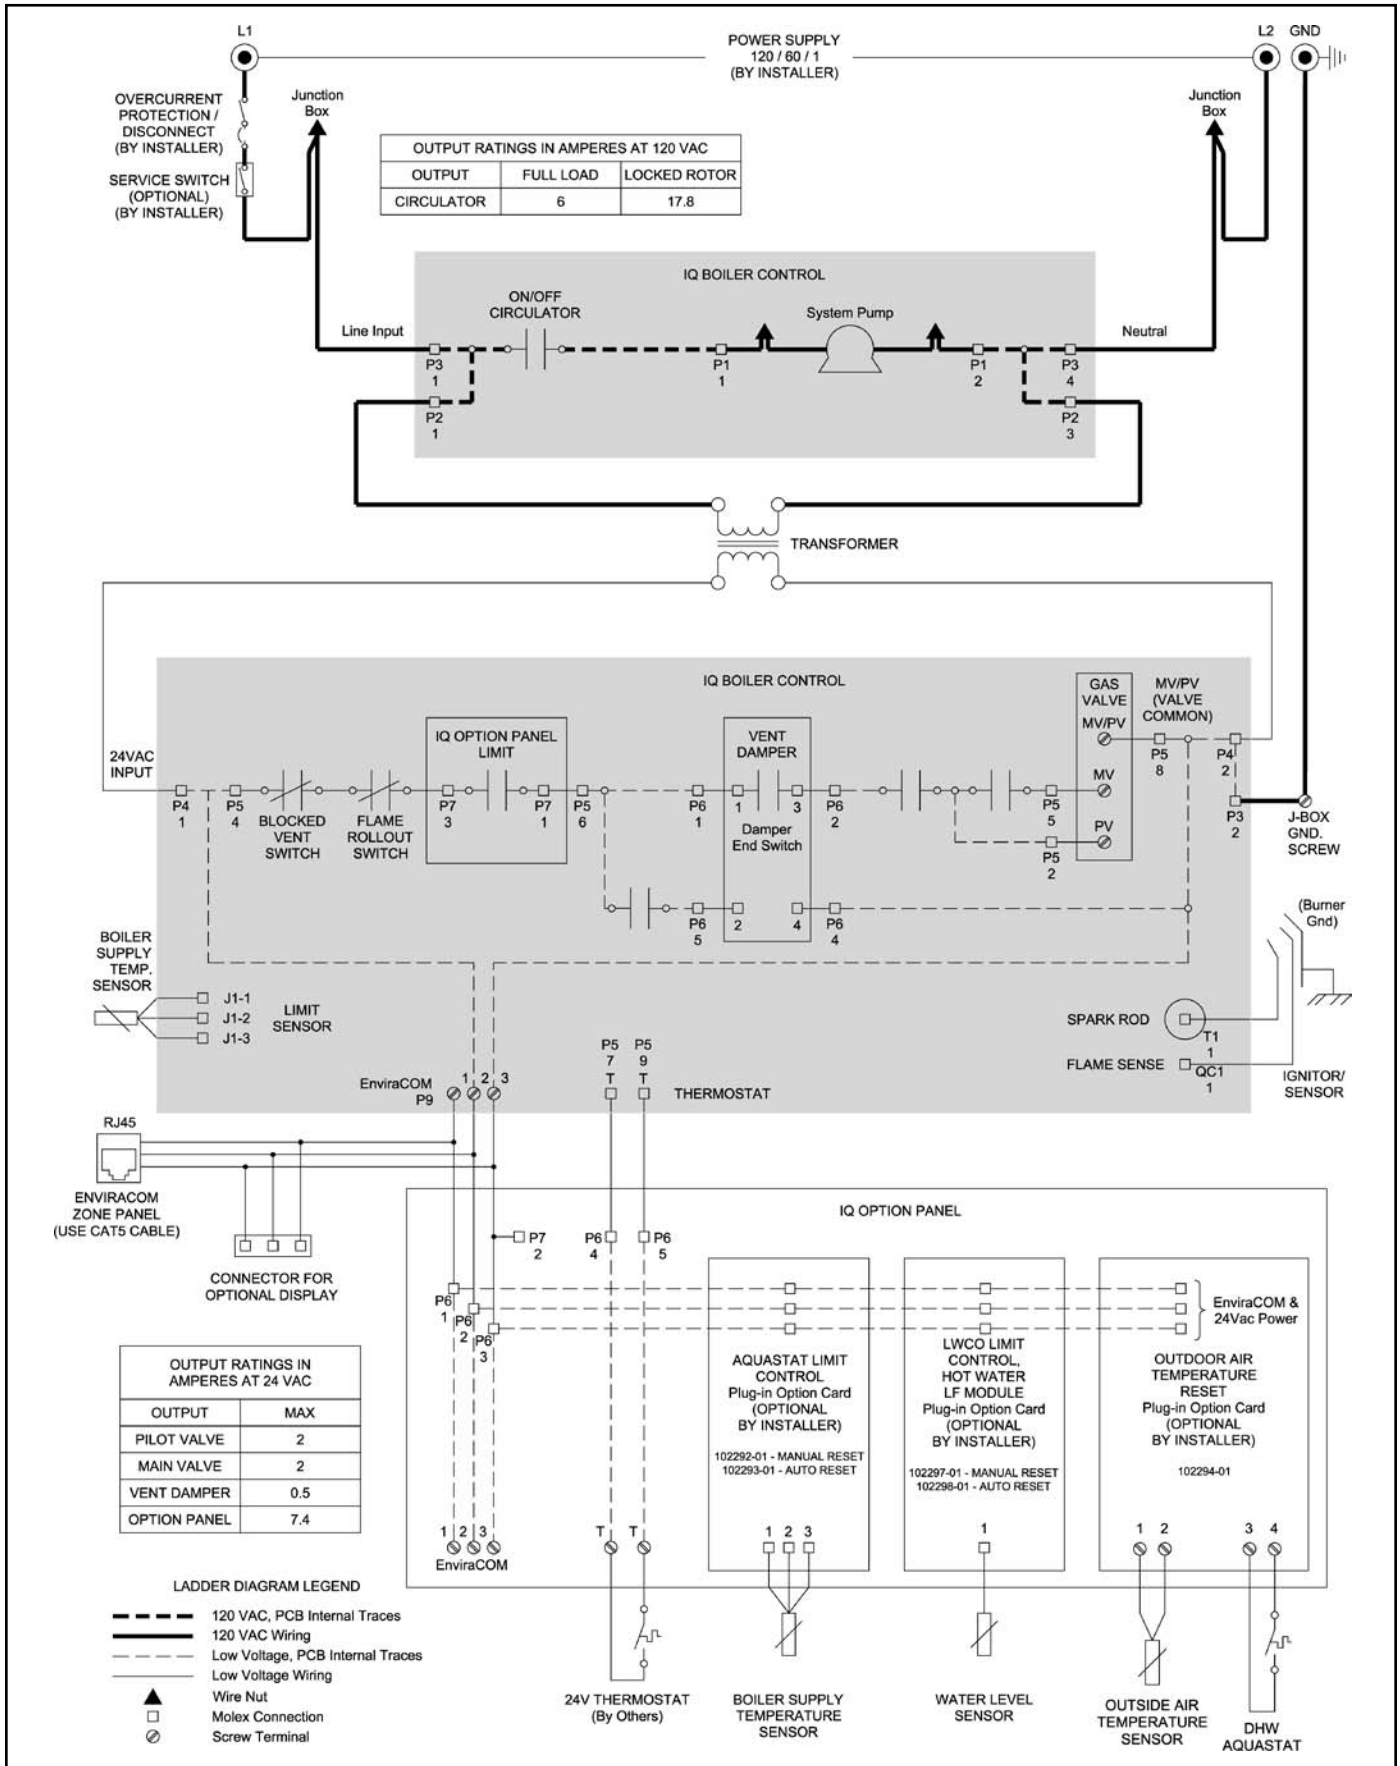 L1
POWER SUPPLY
120 / 60 / 1
(BY INSTALLER)
L2 GND
OVERCURRENT
PROTECTION /
DISCONNECT
(BY INSTALLER)
SERVICE SWITCH
(OPTIONAL)
(BY INSTALLER)
Junction
Box
Junction
Box
OUTPUT RATINGS IN AMPERES AT 120 VAC
OUTPUT FULL LOAD LOCKED ROTOR
CIRCULATOR 6 17.8
IQ BOILER CONTROL
ON/OFF
CIRCULATOR
System Pump
Line Input
Neutral
P3
1
P1
1
P1
2
P3
4
P2
1
P2
3
TRANSFORMER
IQ BOILER CONTROL
24VAC
INPUT
IQ OPTION PANEL
LIMIT
VENT
DAMPER
GAS
VALVE
MV/PV
MV/PV
(VALVE
COMMON)
P5
8
P4
2
MV
PV
P4
1
P5
4
BLOCKED
VENT
SWITCH
FLAME
ROLLOUT
SWITCH
P7
3
P7
1
P5
6
P6
1
1
3
Damper
End Switch
P6
2
P5
5
P5
2
P3
2
J-BOX
GND.
SCREW
P6
5
2
4
P6
4
(Burner
Gnd)
BOILER
SUPPLY
TEMP.
SENSOR
J1-1
J1-2
J1-3
LIMIT
SENSOR
SPARK ROD
T1
1
FLAME SENSE
QC1
1
IGNITOR/
SENSOR
EnviraCOM
P9
1 2 3
P5
7
T
P5
9
T
THERMOSTAT
RJ45
ENVIRACOM
ZONE PANEL
(USE CAT5 CABLE)
CONNECTOR FOR
OPTIONAL DISPLAY
IQ OPTION PANEL
P7
2
P6
4
P6
5
P6
1
P6
2
P6
3
EnviraCOM &
24Vac Power
AQUASTAT LIMIT
CONTROL
Plug-in Option Card
(OPTIONAL
BY INSTALLER)
102292-01 - MANUAL RESET
102293-01 - AUTO RESET
LWCO LIMIT
CONTROL,
HOT WATER
LF MODULE
Plug-in Option Card
(OPTIONAL
BY INSTALLER)
102297-01 - MANUAL RESET
102298-01 - AUTO RESET
OUTDOOR AIR
TEMPERATURE
RESET
Plug-in Option Card
(OPTIONAL
BY INSTALLER)
102294-01
OUTPUT RATINGS IN
AMPERES AT 24 VAC
OUTPUT MAX
PILOT VALVE 2
MAIN VALVE 2
VENT DAMPER 0.5
OPTION PANEL 7.4
1 2 3
EnviraCOM
T T
1 2 3
1
1 2
3 4
LADDER DIAGRAM LEGEND
120 VAC, PCB Internal Traces
120 VAC Wiring
Low Voltage, PCB Internal Traces
Low Voltage Wiring
Wire Nut
Molex Connection
Screw Terminal
24V THERMOSTAT
(By Others)
BOILER SUPPLY
TEMPERATURE
SENSOR
WATER LEVEL
SENSOR
OUTSIDE AIR
TEMPERATURE
SENSOR
DHW
AQUASTAT